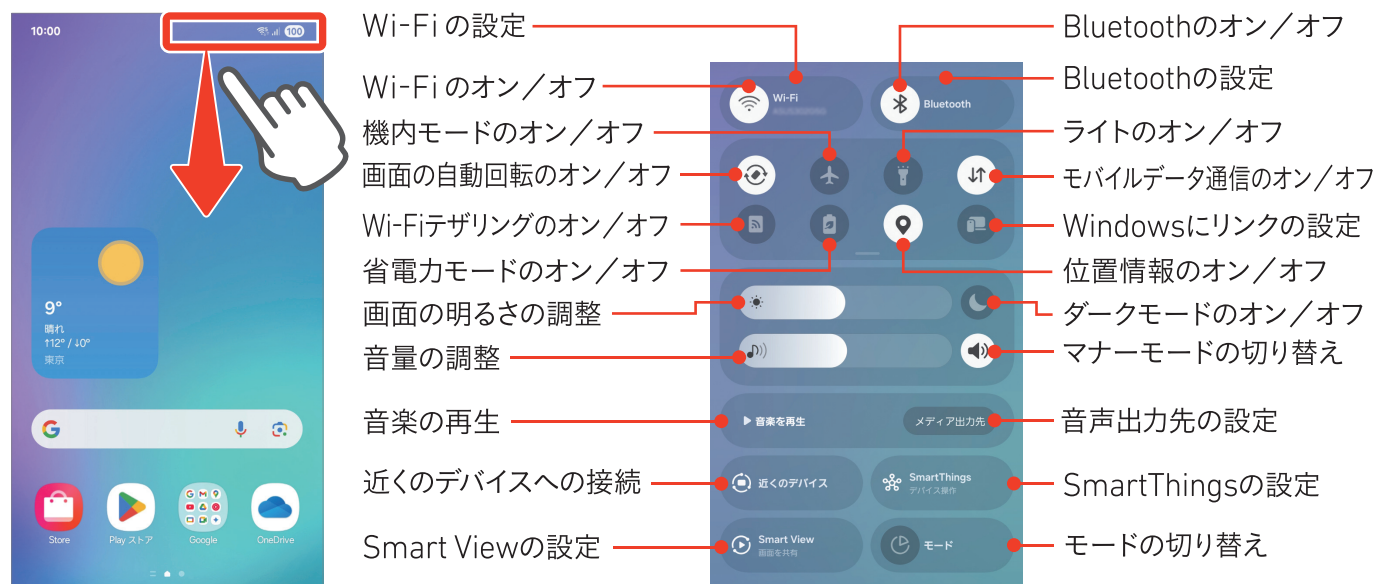 10:00
100
9°
晴れ
↑12° / ↓0°
東京
Store
Play ストア
Google
OneDrive
Wi-Fi の設定
Wi-Fi のオン／オフ
機内モードのオン／オフ
画面の自動回転のオン／オフ
Wi-Fiテザリングのオン／オフ
省電力モードのオン／オフ
画面の明るさの調整
音量の調整
音楽の再生
近くのデバイスへの接続
Smart Viewの設定
Wi-Fi
Bluetooth
音楽を再生
メディア出力先
近くのデバイス
SmartThings
デバイス操作
Smart View
画面を共有
モード
Bluetoothのオン／オフ
Bluetoothの設定
ライトのオン／オフ
モバイルデータ通信のオン／オフ
Windowsにリンクの設定
位置情報のオン／オフ
ダークモードのオン／オフ
マナーモードの切り替え
音声出力先の設定
SmartThingsの設定
モードの切り替え